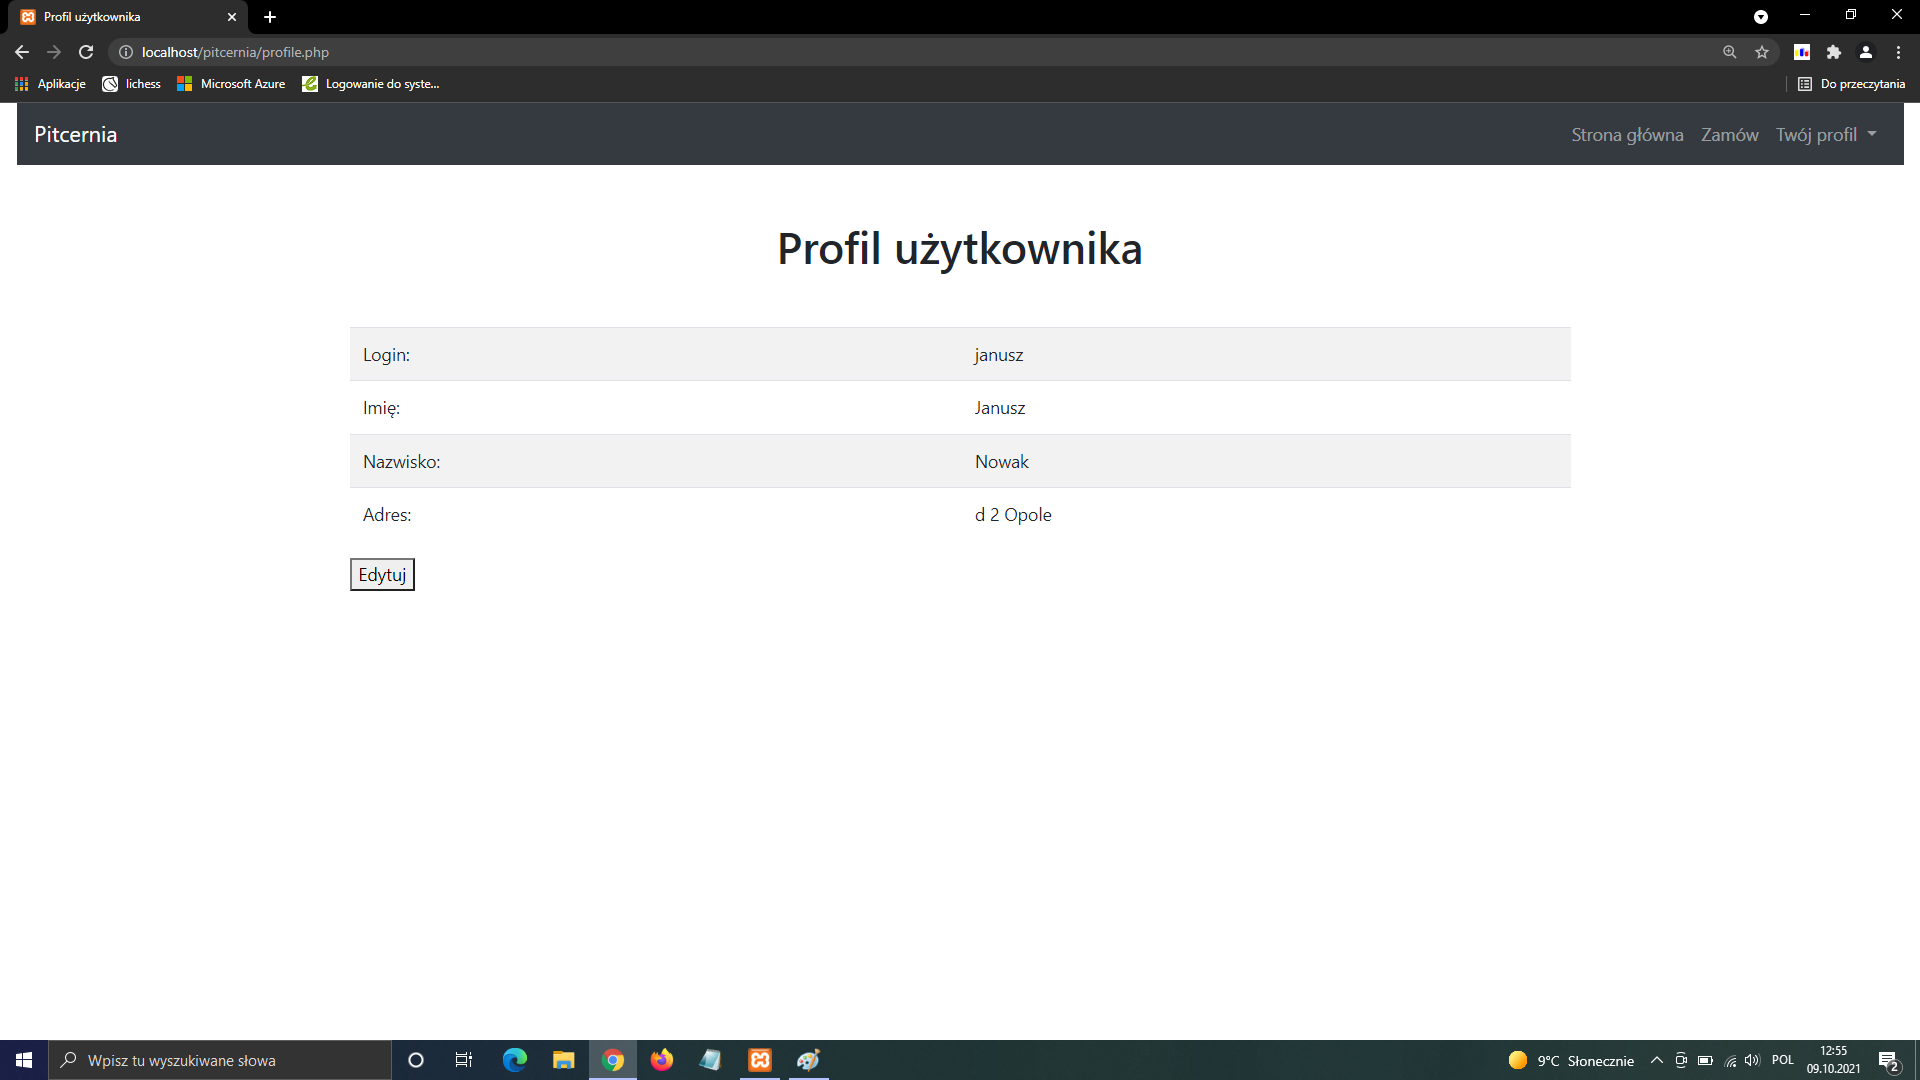 Profil użytkownika
localhost/pitcernia/profile.php
Aplikacje lichess Microsoft Azure Logowanie do syste... Do przeczytania
Pitcernia Strona główna Zamów Twój profil
Profil użytkownika
Login: janusz
Imię: Janusz
Nazwisko: Nowak
Adres: d 2 Opole
Edytuj
Wpisz tu wyszukiwane słowa 9°C Słonecznie POL 12:55
09.10.2021
2